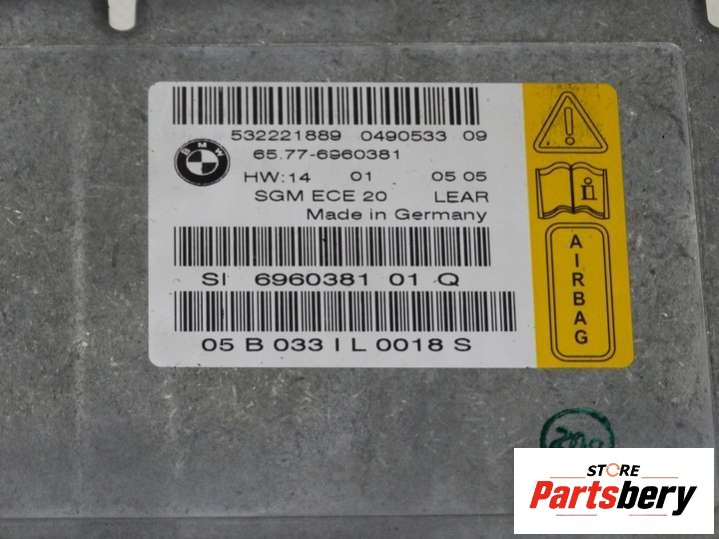 532221889 0490533 09
BMW
65.77-6960381
HW:14 01 05 05
SGM ECE 20 LEAR
Made in Germany
SI 6960381 01 Q
05 B 033 I L 0018 S
i
AIRBAG
STORE
Partsbery